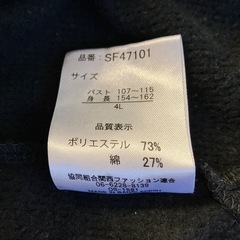 品番：SF47101
サイズ
バスト 107〜115
身長 154〜162
4L
品質表示
ポリエステル 73%
綿 27%
協同組合関西ファッション連合
06-6228-8139